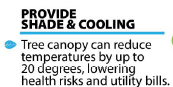 PROVIDE
SHADE & COOLING
Tree canopy can reduce
temperatures by up to
20 degrees, lowering
health risks and utility bills.